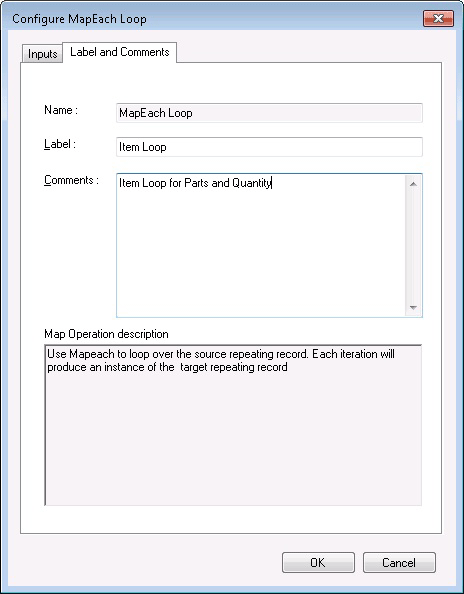 Configure MapEach Loop
Inputs
Label and Comments
Name :
MapEach Loop
Label :
Item Loop
Comments :
Item Loop for Parts and Quantity
Map Operation description
Use Mapeach to loop over the source repeating record. Each iteration will
produce an instance of the  target repeating record
OK
Cancel